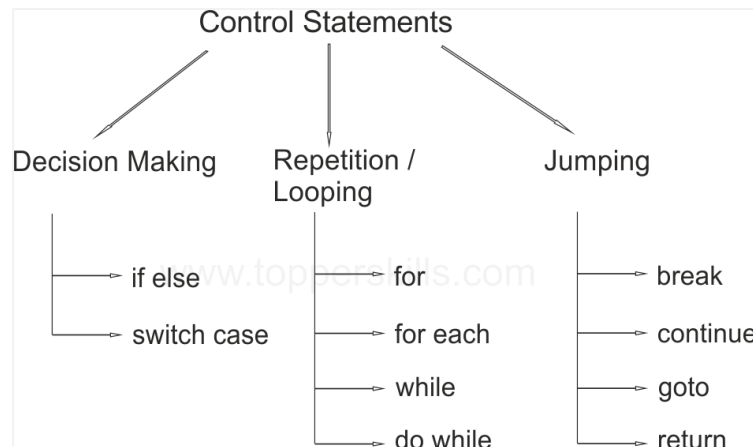 Control Statements
Decision Making
Repetition /
Looping
Jumping
www.topperskills.com
if else
for
break
switch case
for each
continue
while
goto
do while
return